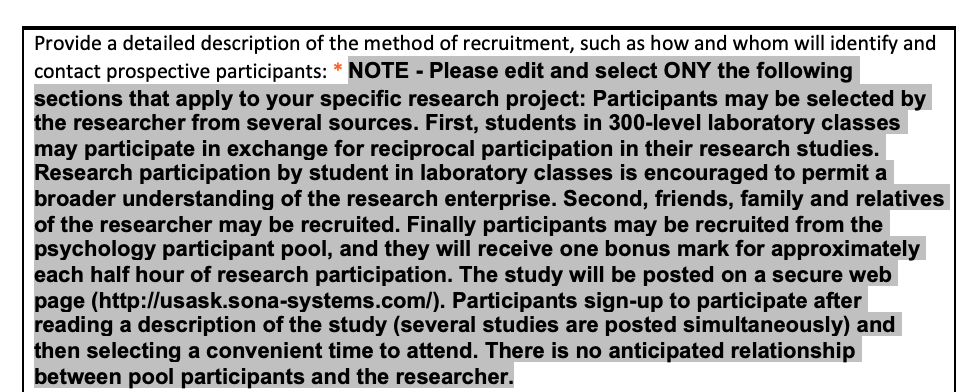 Provide a detailed description of the method of recruitment, such as how and whom will identify and
contact prospective participants: * NOTE - Please edit and select ONY the following
sections that apply to your specific research project: Participants may be selected by
the researcher from several sources. First, students in 300-level laboratory classes
may participate in exchange for reciprocal participation in their research studies.
Research participation by student in laboratory classes is encouraged to permit a
broader understanding of the research enterprise. Second, friends, family and relatives
of the researcher may be recruited. Finally participants may be recruited from the
psychology participant pool, and they will receive one bonus mark for approximately
each half hour of research participation. The study will be posted on a secure web
page (http://usask.sona-systems.com/). Participants sign-up to participate after
reading a description of the study (several studies are posted simultaneously) and
then selecting a convenient time to attend. There is no anticipated relationship
between pool participants and the researcher.